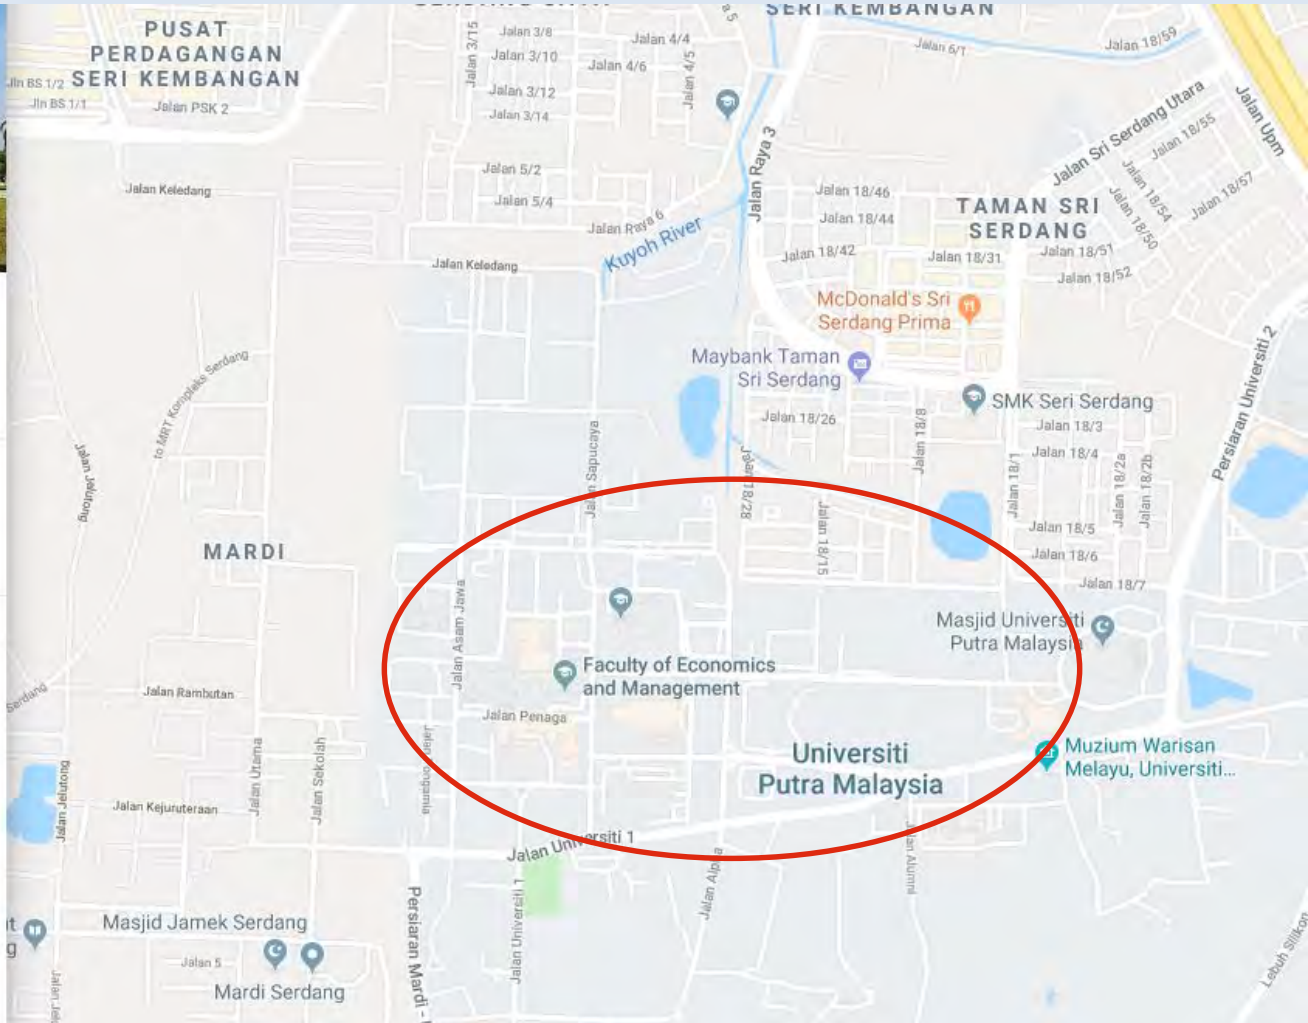 SERI KEMBANGAN
PUSAT
PERDAGANGAN
SERI KEMBANGAN
Jln BS 1/2
Jln BS 1/1
Jalan PSK 2
Jalan 3/15
Jalan 3/8
Jalan 3/10
Jalan 3/12
Jalan 3/14
Jalan 4/4
Jalan 4/6
Jalan 4/5
Jalan 6/1
Jalan 18/59
Jalan Upm
Jalan Sri Serdang Utara
Jalan 18/55
Jalan 18/54
Jalan 18/50
Jalan 18/57
Jalan Raya 3
Jalan 5/2
Jalan 5/4
Jalan Raya 6
Kuyoh River
Jalan Keledang
Jalan Keledang
Jalan 18/46
Jalan 18/44
Jalan 18/42
Jalan 18/31
TAMAN SRI
SERDANG
Jalan 18/51
Jalan 18/52
McDonald's Sri
Serdang Prima
Maybank Taman
Sri Serdang
SMK Seri Serdang
Persiaran Universiti 2
to MRT Kompleks Serdang
Jalan Jelutong
Jalan Sapucaya
Jalan 18/26
Jalan 18/8
Jalan 18/3
Jalan 18/4
Jalan 18/1
Jalan 18/2a
Jalan 18/2b
Jalan 18/28
Jalan 18/15
Jalan 18/5
Jalan 18/6
Jalan 18/7
MARDI
Jalan Asam Jawa
Masjid Universiti
Putra Malaysia
Faculty of Economics
and Management
Serdang
Jalan Rambutan
Jalan Penaga
Jalan Utama
Jalan Sekolah
Universiti
Putra Malaysia
Muzium Warisan
Melayu, Universiti...
Jalan Jelutong
Jalan Kejuruteraan
Jalan Universiti 1
Jalan Alpha
Jalan Alumni
Jalan Universiti 1
Persiaran Mardi -
Masjid Jamek Serdang
Jalan 5
Mardi Serdang
Lebuh Silikon